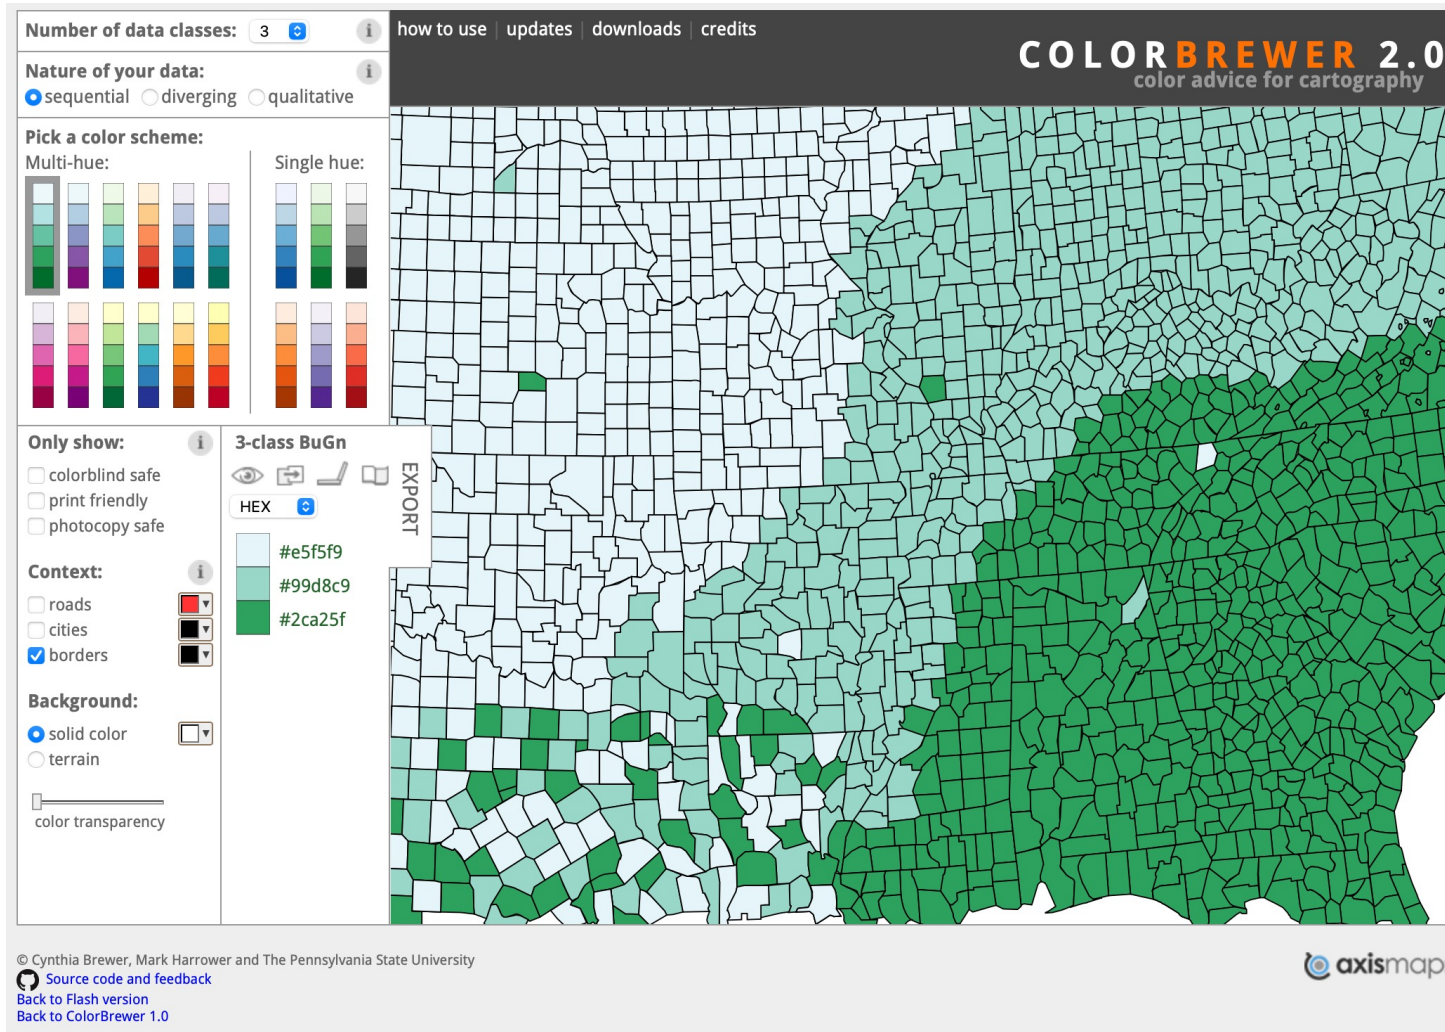 Number of data classes: 3 i
how to use | updates | downloads | credits
COLORBREWER 2.0
color advice for cartography
Nature of your data: i
sequential diverging qualitative
Pick a color scheme:
Multi-hue: Single hue:
Only show: i
colorblind safe
print friendly
photocopy safe
Context: i
roads
cities
borders
Background:
solid color
terrain
color transparency
3-class BuGn
EXPORT
HEX
#e5f5f9
#99d8c9
#2ca25f
© Cynthia Brewer, Mark Harrower and The Pennsylvania State University
Source code and feedback
Back to Flash version
Back to ColorBrewer 1.0
axismap